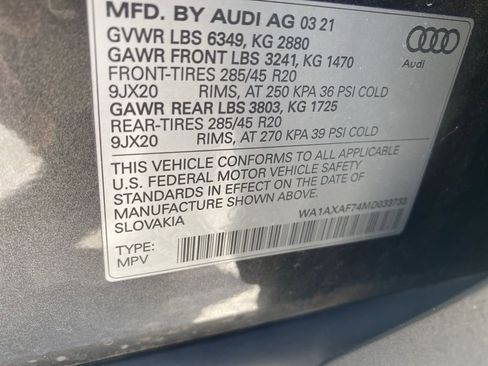 MFD. BY AUDI AG 03 21
GVWR LBS 6349, KG 2880
GAWR FRONT LBS 3241, KG 1470
FRONT-TIRES 285/45 R20
9JX20 RIMS, AT 250 KPA 36 PSI COLD
GAWR REAR LBS 3803, KG 1725
REAR-TIRES 285/45 R20
9JX20 RIMS, AT 270 KPA 39 PSI COLD
THIS VEHICLE CONFORMS TO ALL APPLICABLE
U.S. FEDERAL MOTOR VEHICLE SAFETY
STANDARDS IN EFFECT ON THE DATE OF
MANUFACTURE SHOWN ABOVE.
SLOVAKIA
TYPE:
MPV
Audi